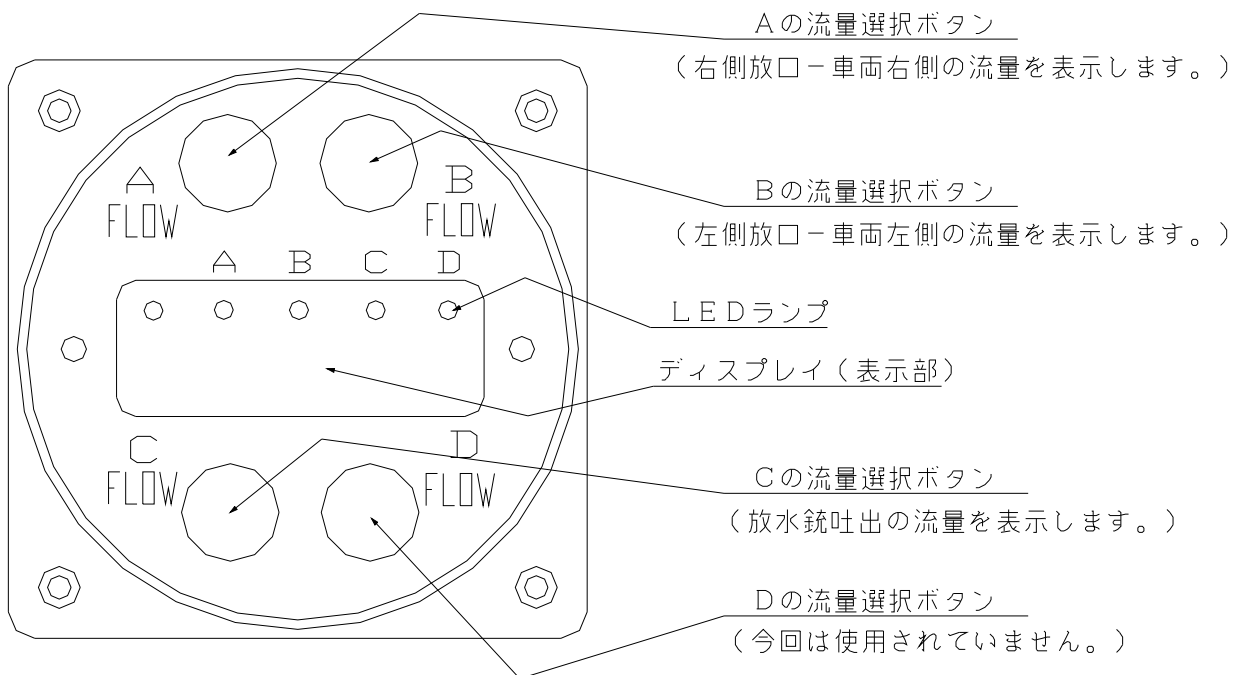 Aの流量選択ボタン
(右側放口-車両右側の流量を表示します。)
A
FLOW
B
FLOW
Bの流量選択ボタン
(左側放口-車両左側の流量を表示します。)
A B C D
LEDランプ
ディスプレイ(表示部)
C
FLOW
D
FLOW
Cの流量選択ボタン
(放水銃吐出の流量を表示します。)
Dの流量選択ボタン
(今回は使用されていません。)